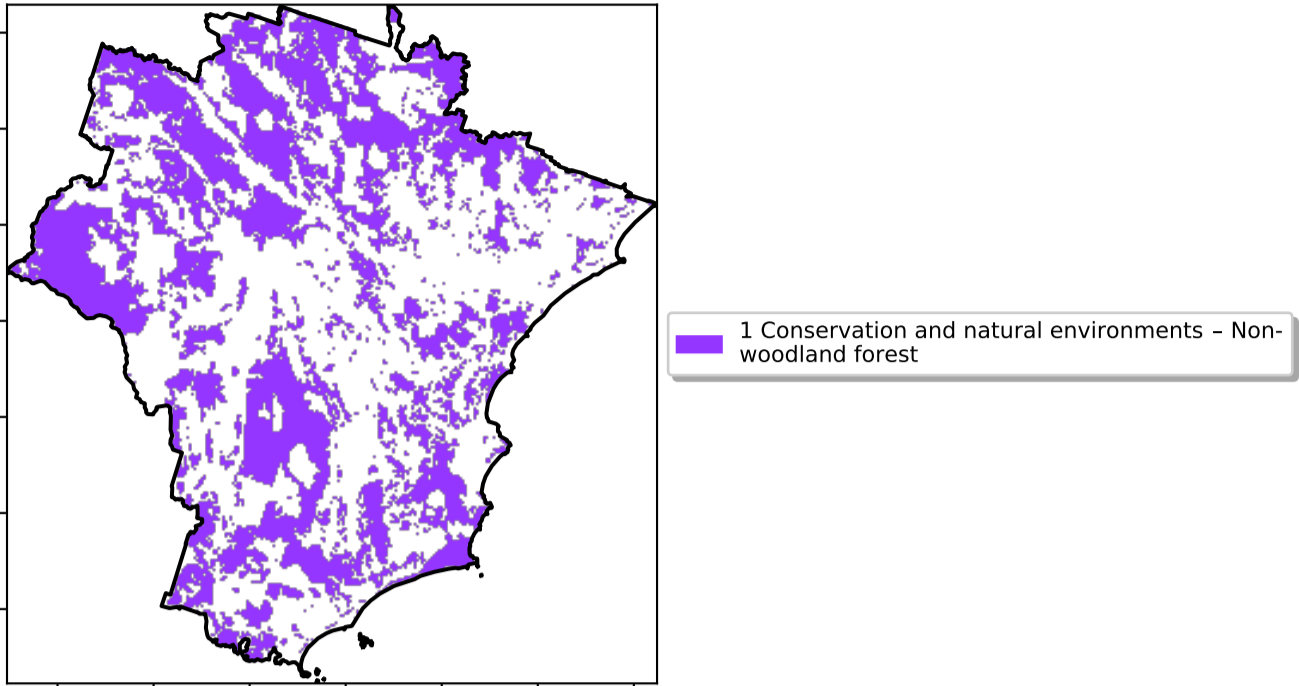 1 Conservation and natural environments – Non-
woodland forest